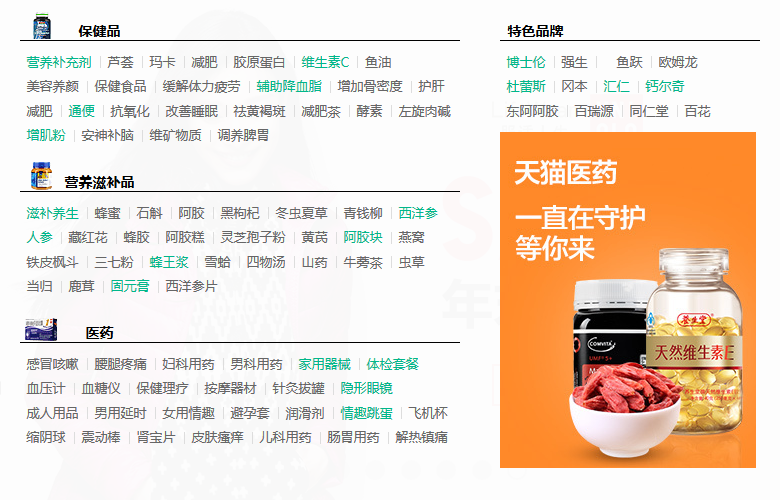 保健品
营养补充剂 芦荟 玛卡 减肥 胶原蛋白 维生素C 鱼油
美容养颜 保健食品 缓解体力疲劳 辅助降血脂 增加骨密度 护肝
减肥 通便 抗氧化 改善睡眠 祛黄褐斑 减肥茶 酵素 左旋肉碱
增肌粉 安神补脑 维矿物质 调养脾胃
营养滋补品
滋补养生 蜂蜜 石斛 阿胶 黑枸杞 冬虫夏草 青钱柳 西洋参
人参 藏红花 蜂胶 阿胶糕 灵芝孢子粉 黄芪 阿胶块 燕窝
铁皮枫斗 三七粉 蜂王浆 雪蛤 四物汤 山药 牛蒡茶 虫草
当归 鹿茸 固元膏 西洋参片
医药
感冒咳嗽 腰腿疼痛 妇科用药 男科用药 家用器械 体检套餐
血压计 血糖仪 保健理疗 按摩器材 针灸拔罐 隐形眼镜
成人用品 男用延时 女用情趣 避孕套 润滑剂 情趣跳蛋 飞机杯
缩阴球 震动棒 肾宝片 皮肤瘙痒 儿科用药 肠胃用药 解热镇痛
特色品牌
博士伦 强生 鱼跃 欧姆龙
杜蕾斯 冈本 汇仁 钙尔奇
东阿阿胶 百瑞源 同仁堂 百花
天猫医药
一直在守护
等你来
COMVITA
UMF 5+
养生堂
天然维生素E